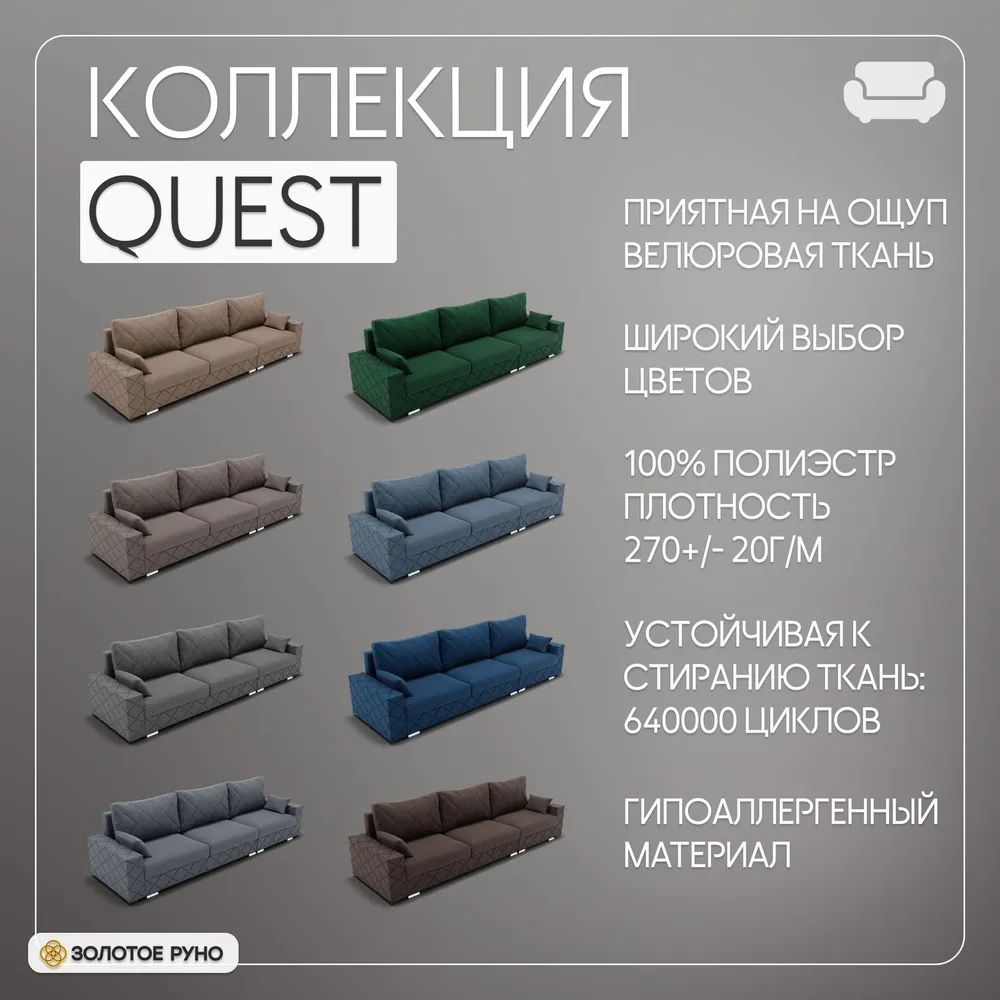 КОЛЛЕКЦИЯ
QUEST
ПРИЯТНАЯ НА ОЩУП
ВЕЛЮРОВАЯ ТКАНЬ
ШИРОКИЙ ВЫБОР
ЦВЕТОВ
100% ПОЛИЭСТР
ПЛОТНОСТЬ
270+/- 20Г/М
УСТОЙЧИВАЯ К
СТИРАНИЮ ТКАНЬ:
640000 ЦИКЛОВ
ГИПОАЛЛЕРГЕННЫЙ
МАТЕРИАЛ
ЗОЛОТОЕ РУНО